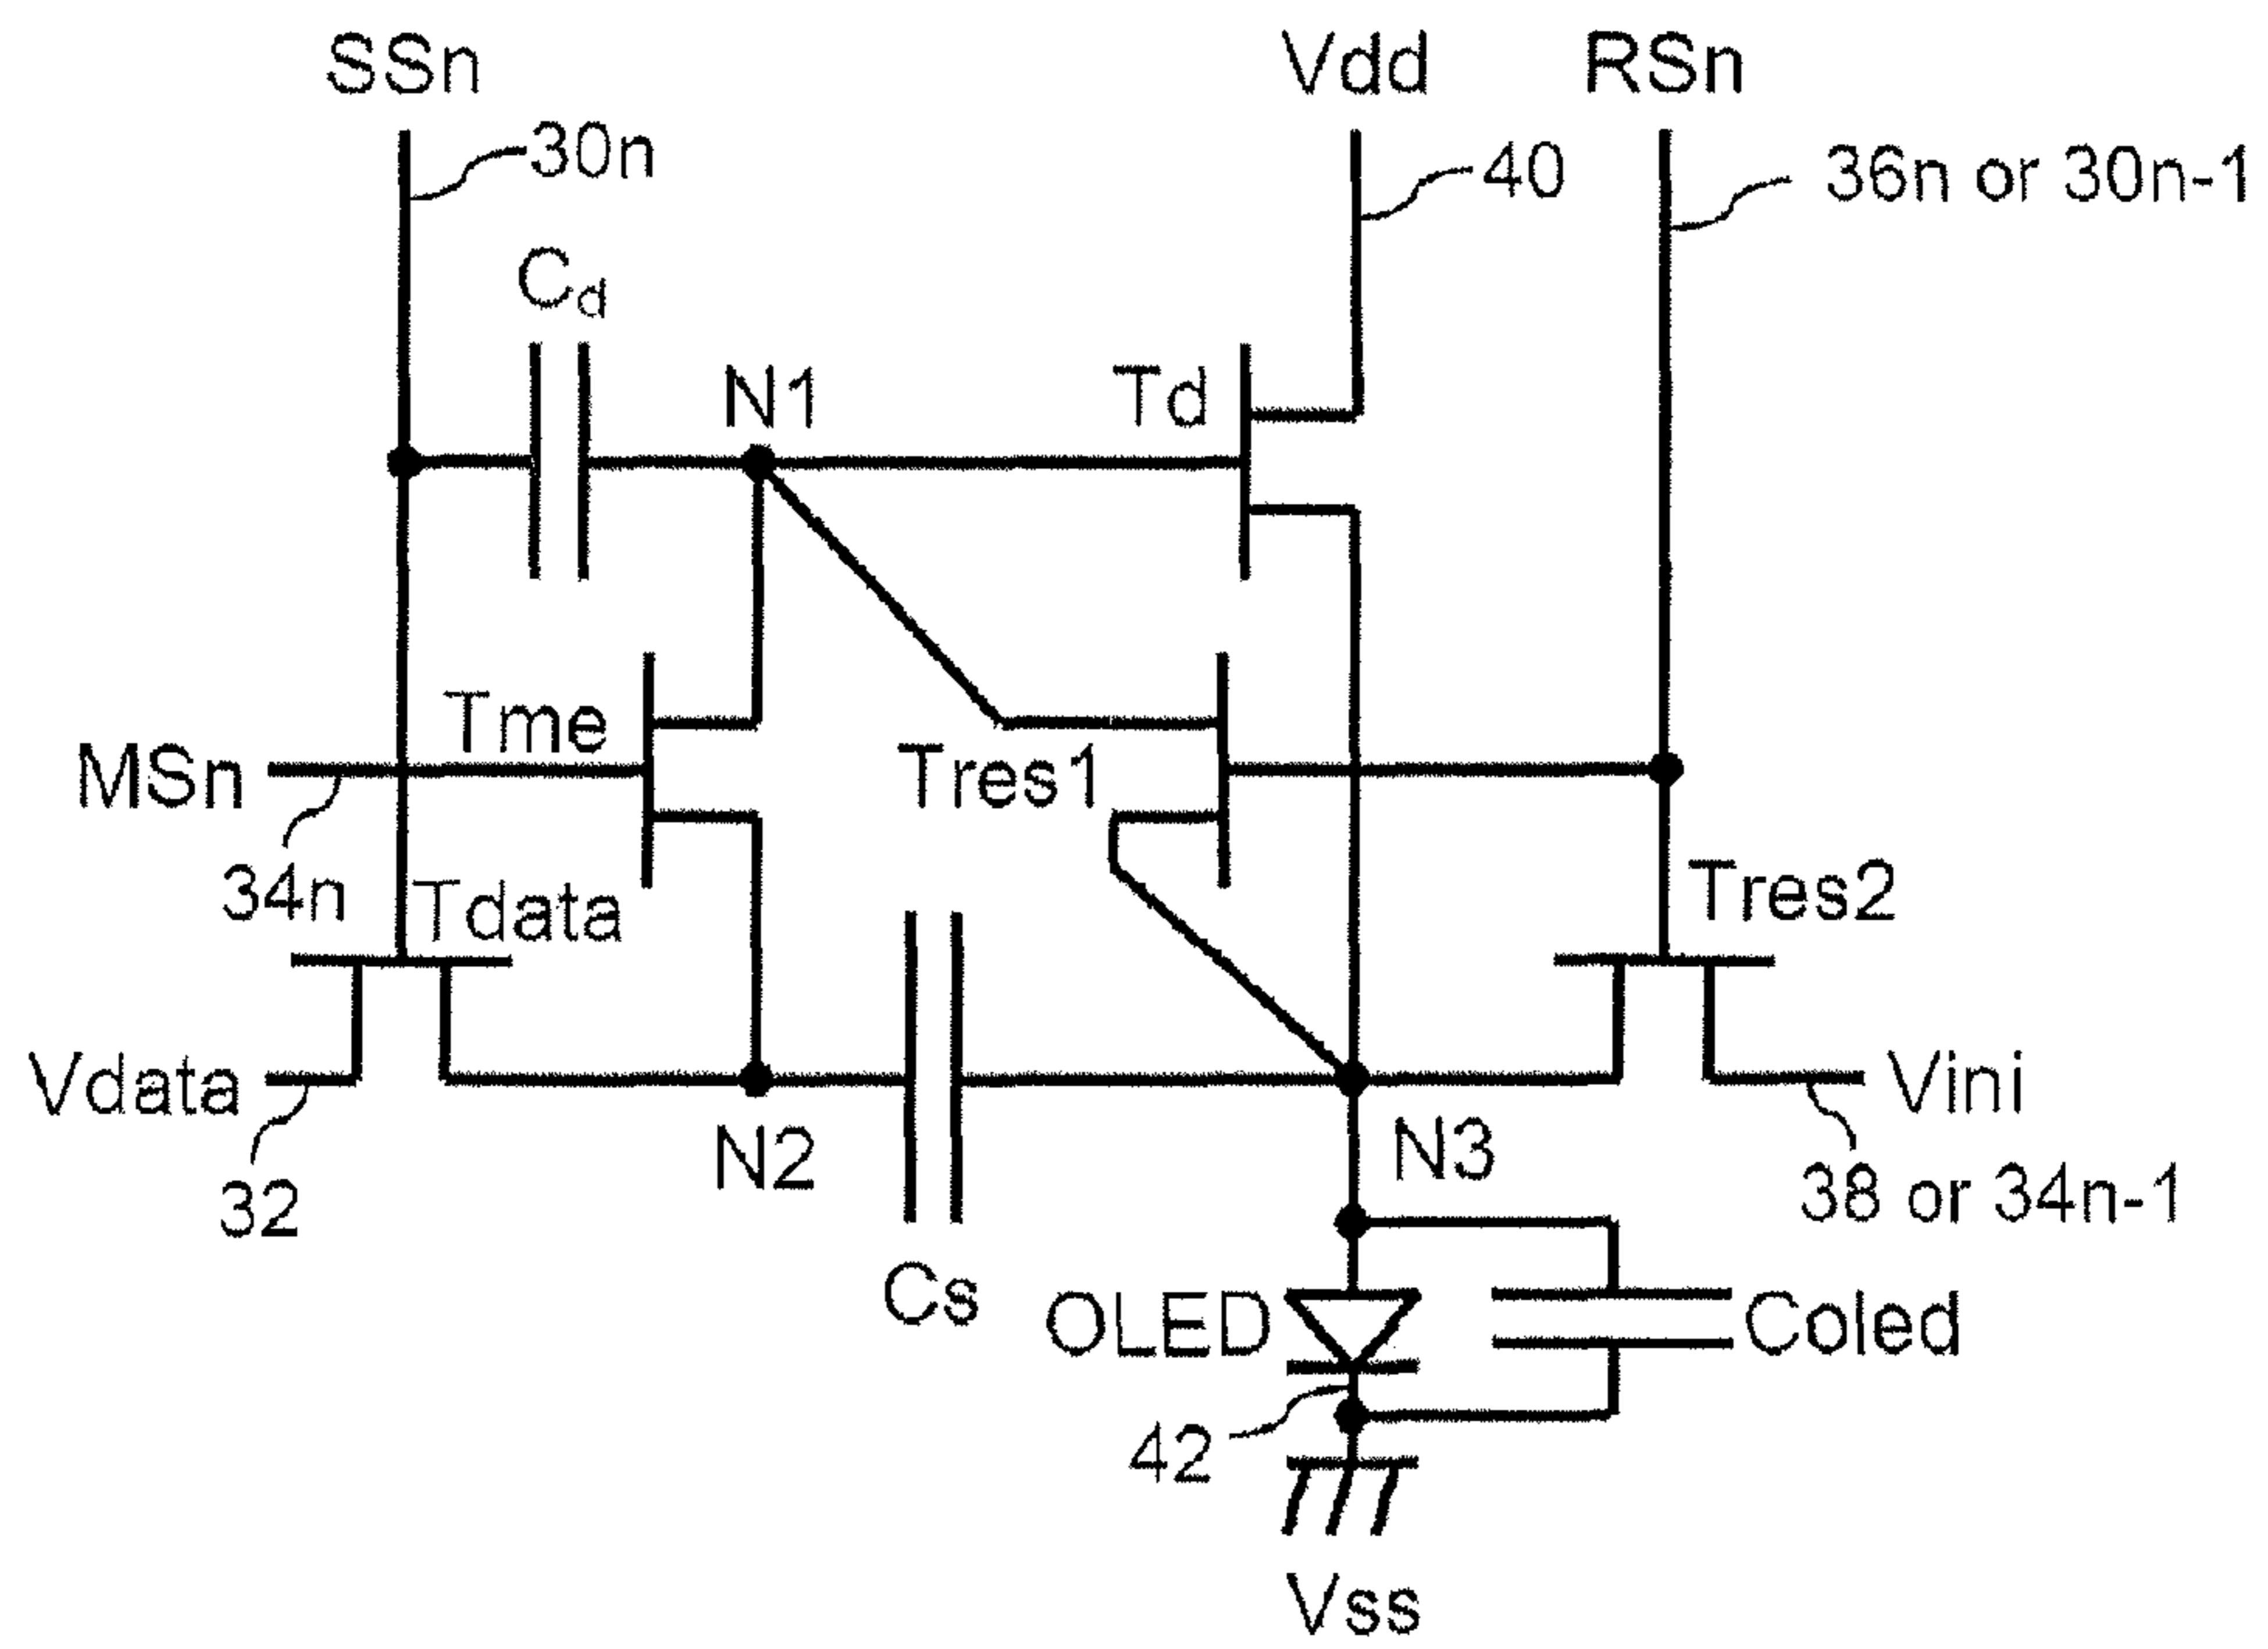 SSn
Vdd
RSn
30n
40
36n or 30n-1
Cd
N1
Td
Tme
MSn
Tres1
34n
Tdata
Tres2
Vdata
Vini
32
N2
N3
38 or 34n-1
Cs
OLED
Coled
42
Vss